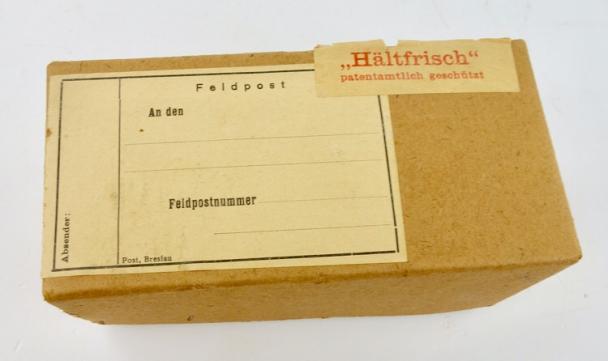 „Hältfrisch“
patentamtlich geschützt
Feldpost
An den
Feldpostnummer
Absender:
Post, Breslau